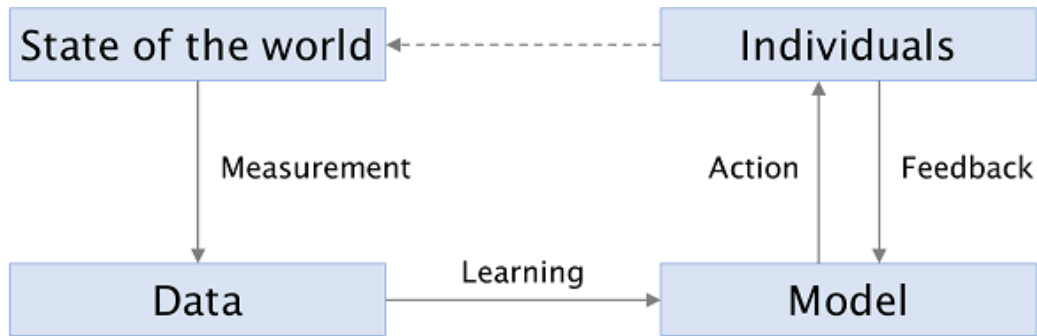 State of the world
Individuals
Measurement
Action
Feedback
Learning
Data
Model